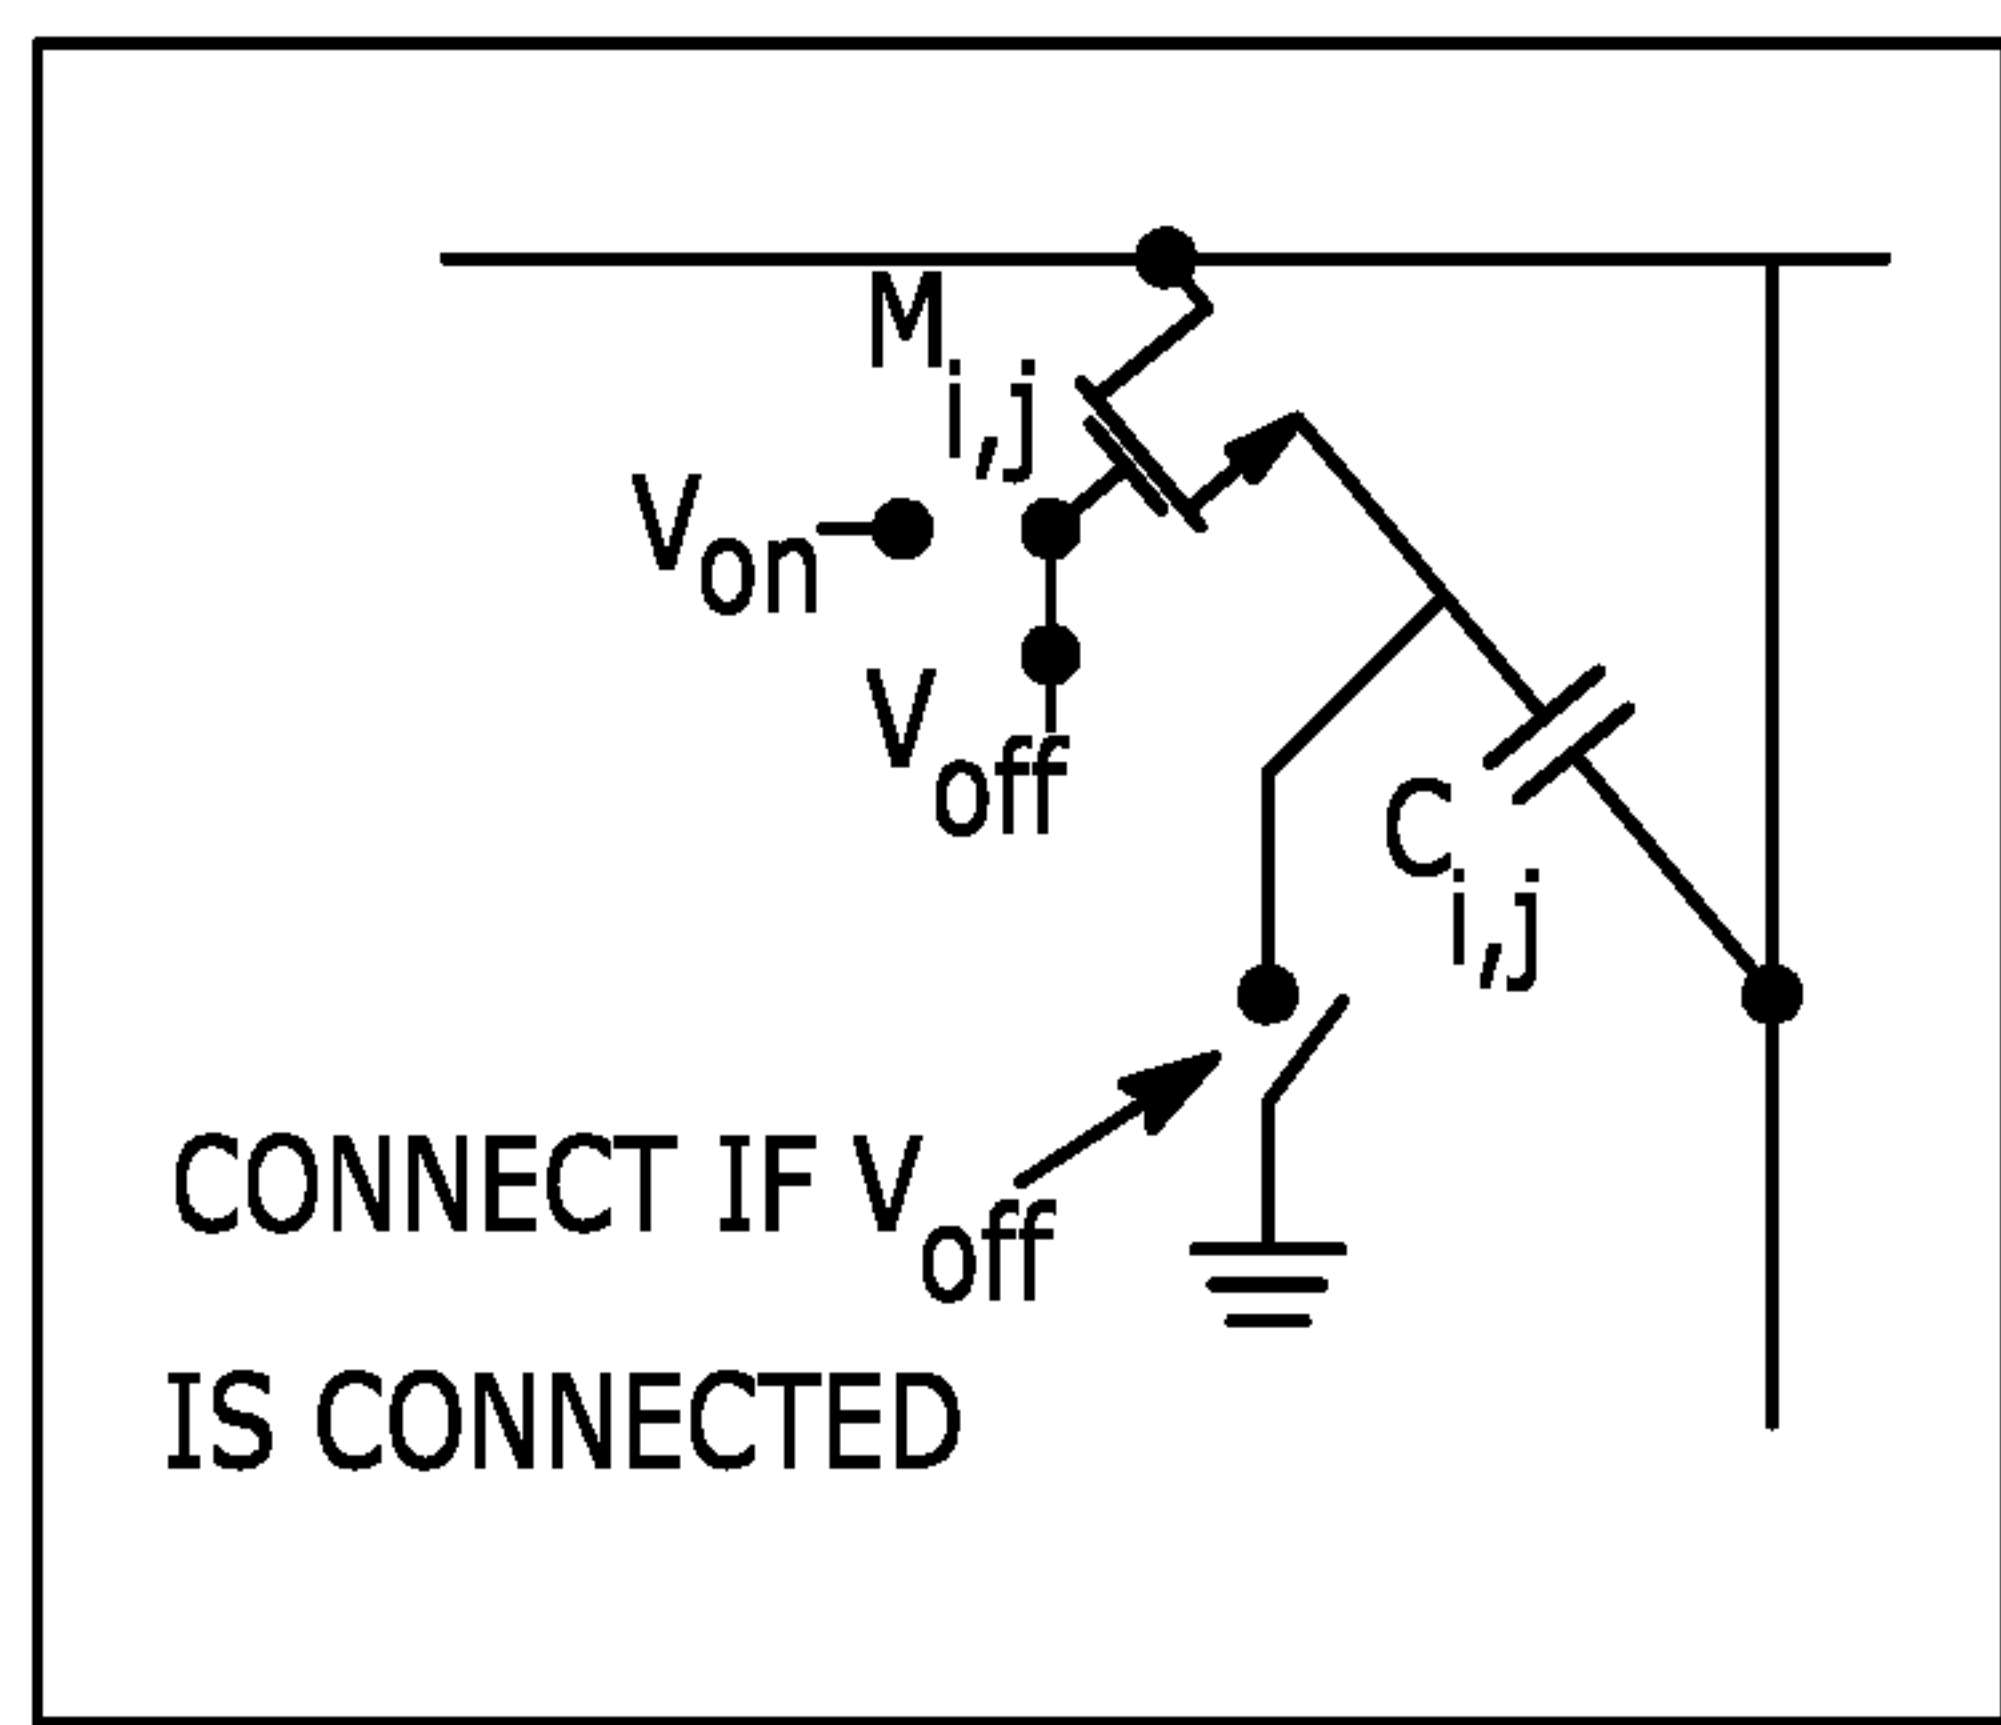 M i,j
V on
V off
C i,j
CONNECT IF V off
IS CONNECTED